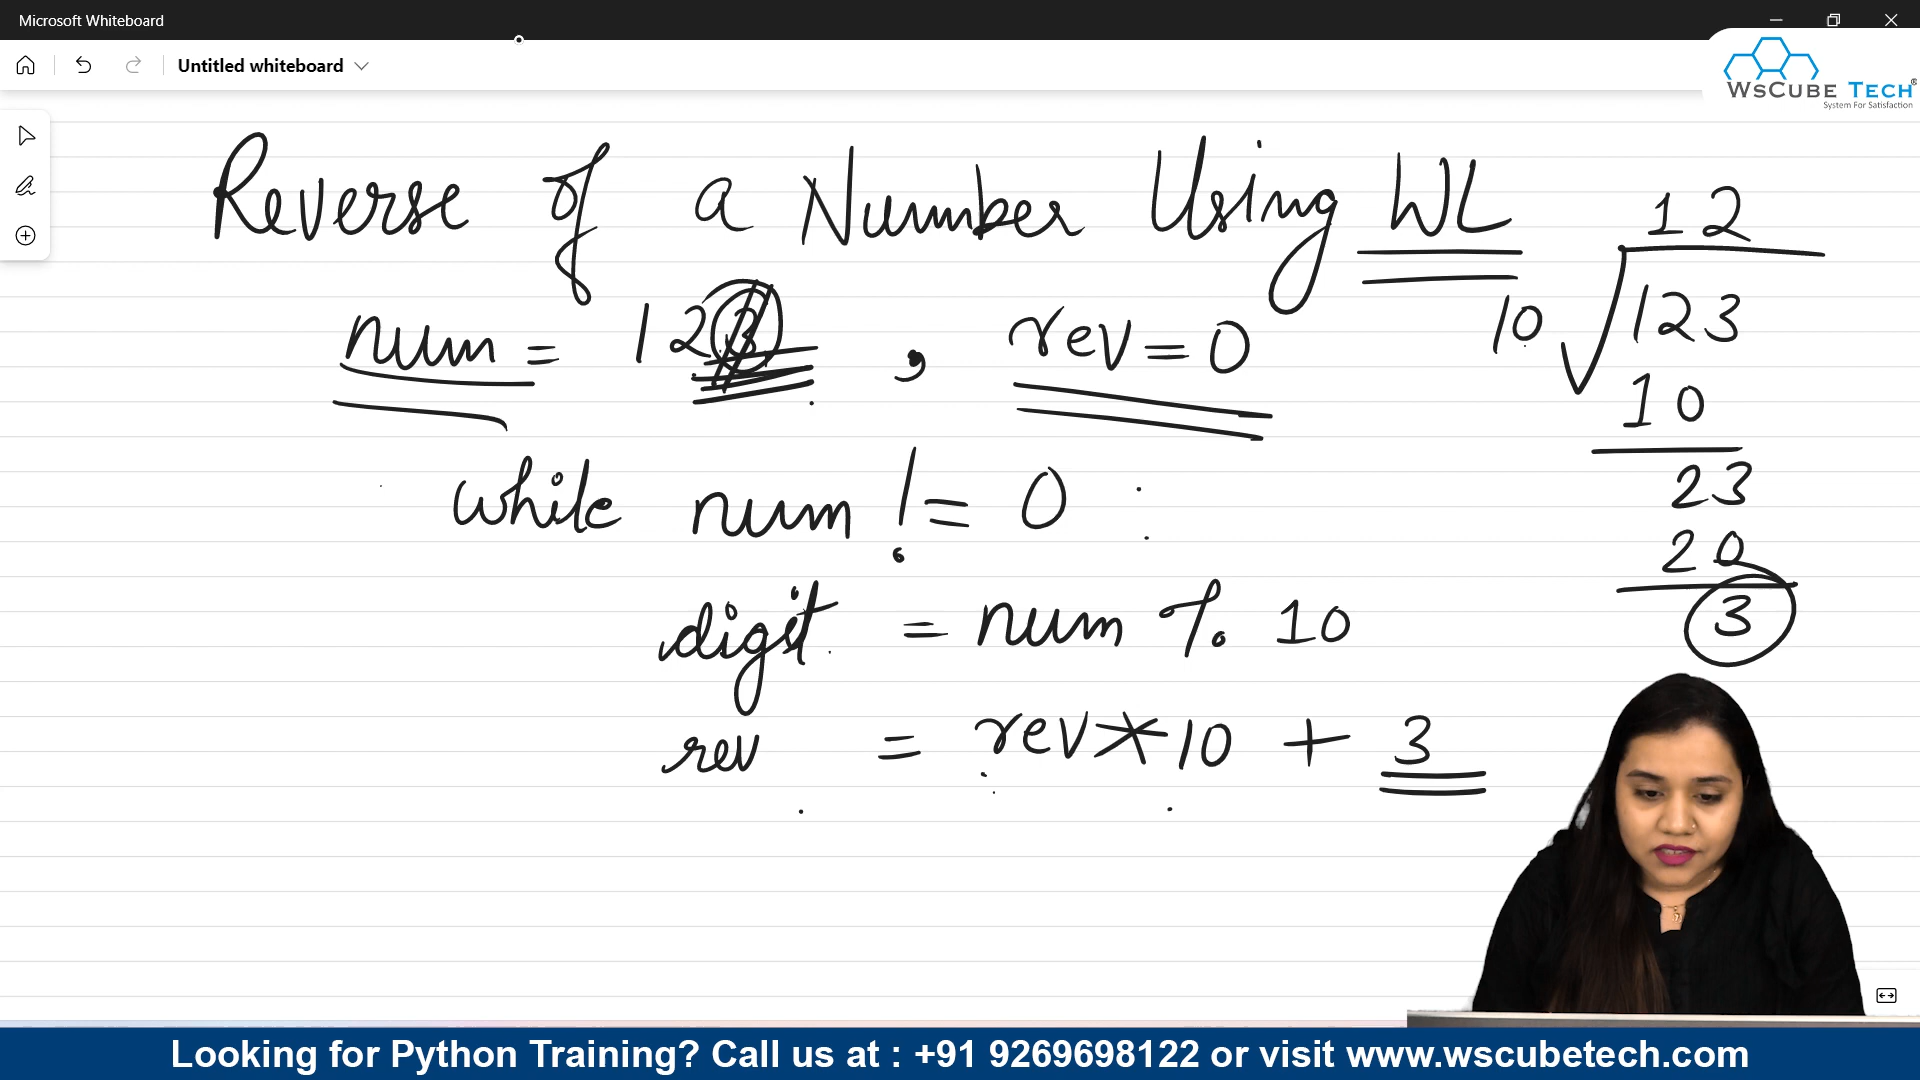 Microsoft Whiteboard
Untitled whiteboard
WsCube Tech
System For Satisfaction
Reverse of a Number Using WL
num = 123 , rev = 0
while num != 0 :
digit = num % 10
rev = rev * 10 + 3
12
10 123
10
23
20
3
Looking for Python Training? Call us at : +91 9269698122 or visit www.wscubetech.com